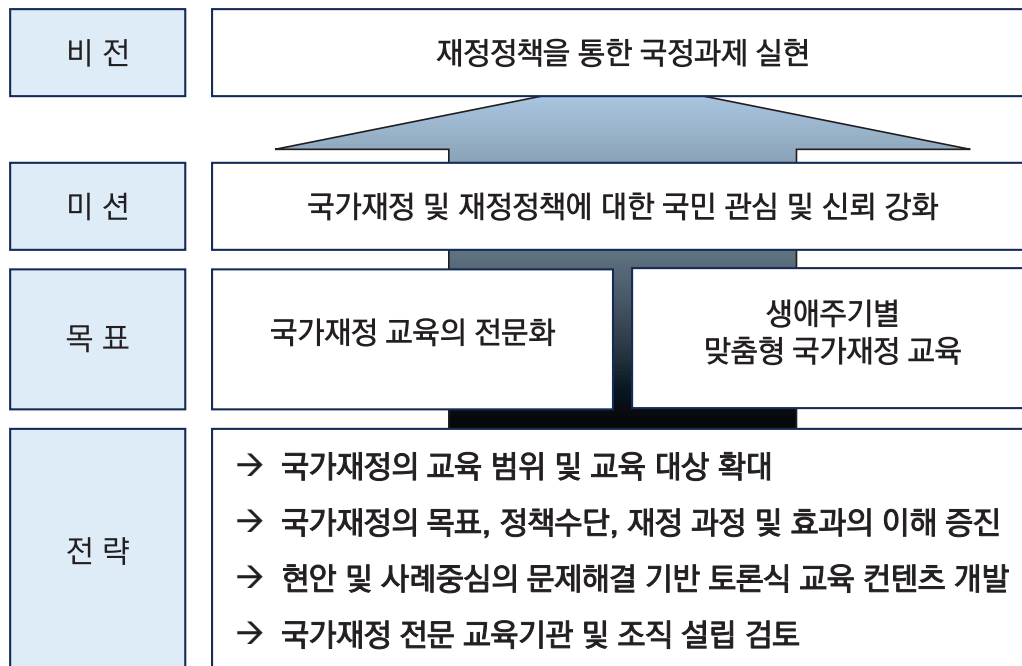 비 전
재정정책을 통한 국정과제 실현
미 션
국가재정 및 재정정책에 대한 국민 관심 및 신뢰 강화
목 표
국가재정 교육의 전문화
생애주기별
맞춤형 국가재정 교육
전 략
→ 국가재정의 교육 범위 및 교육 대상 확대
→ 국가재정의 목표, 정책수단, 재정 과정 및 효과의 이해 증진
→ 현안 및 사례중심의 문제해결 기반 토론식 교육 컨텐츠 개발
→ 국가재정 전문 교육기관 및 조직 설립 검토